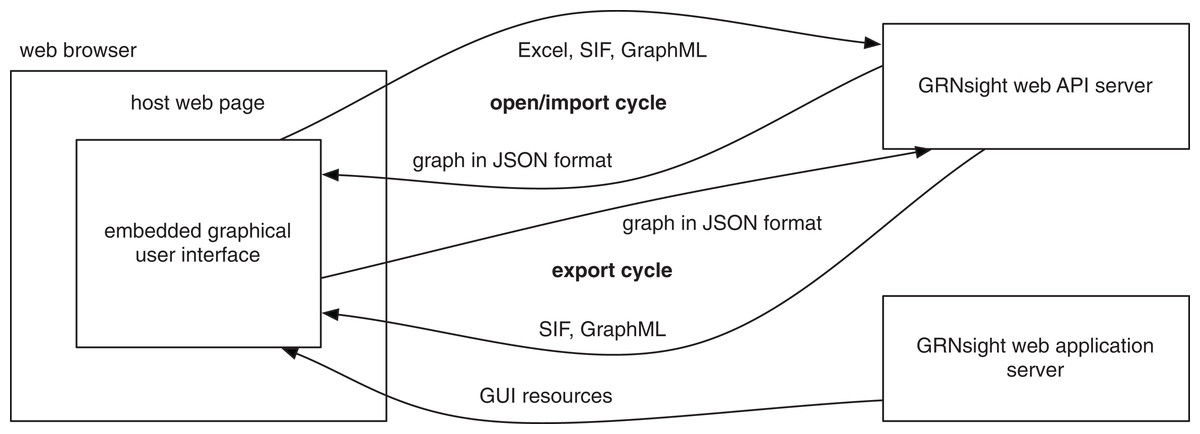 web browser
host web page
embedded graphical
user interface
Excel, SIF, GraphML
open/import cycle
graph in JSON format
graph in JSON format
export cycle
SIF, GraphML
GUI resources
GRNsight web API server
GRNsight web application
server